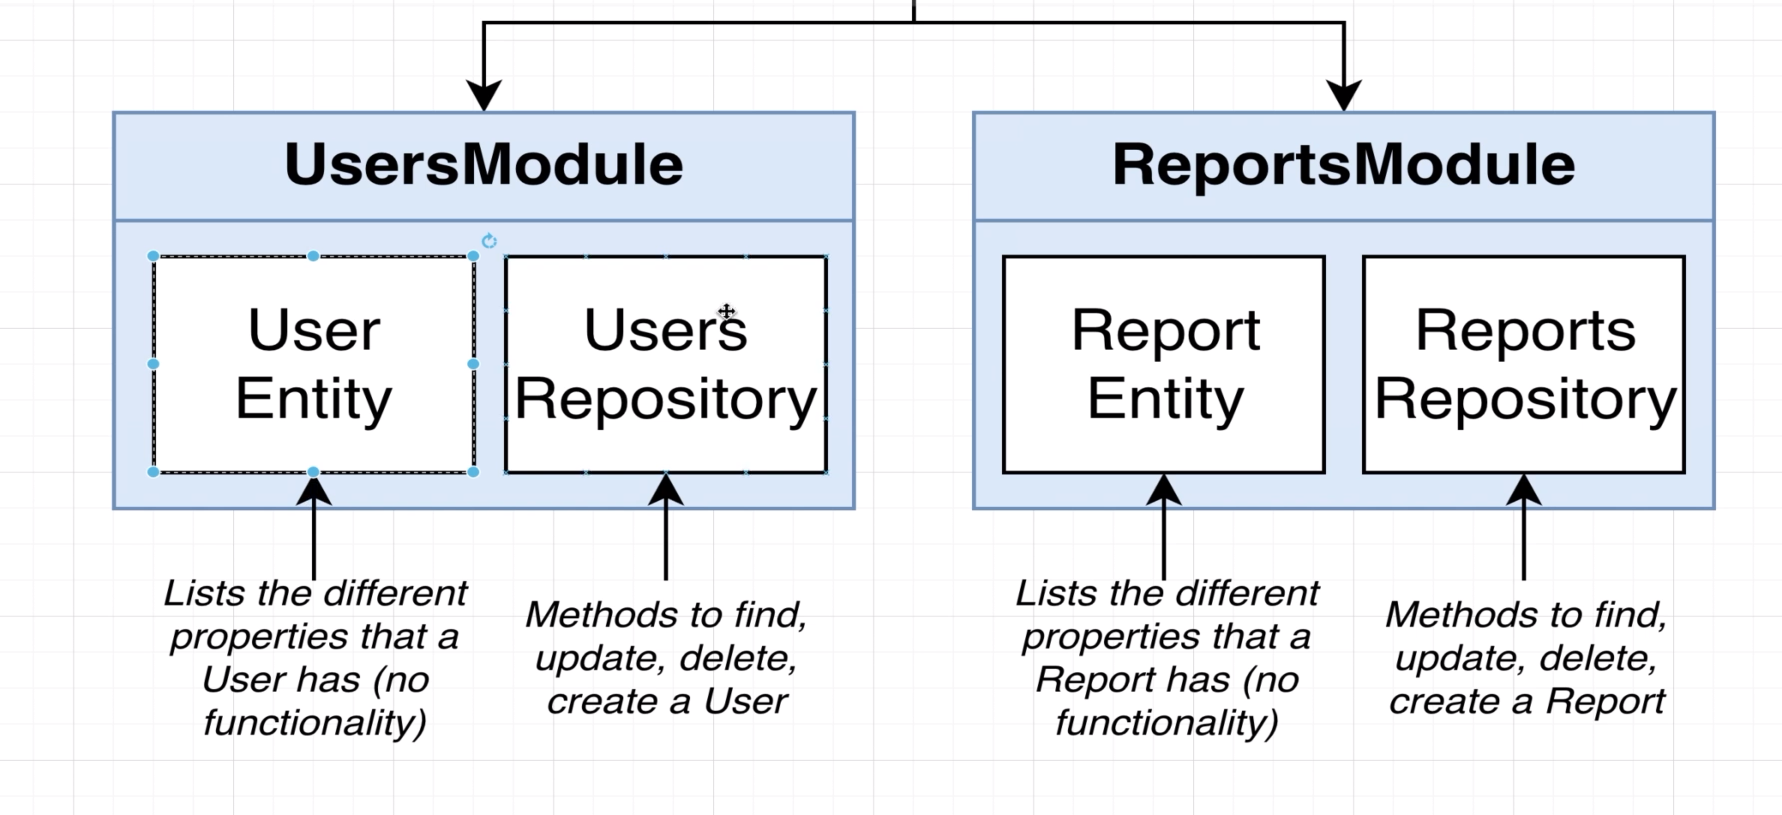 UsersModule
User
Entity
Users
Repository
Lists the different
properties that a
User has (no
functionality)
Methods to find,
update, delete,
create a User
ReportsModule
Report
Entity
Reports
Repository
Lists the different
properties that a
Report has (no
functionality)
Methods to find,
update, delete,
create a Report